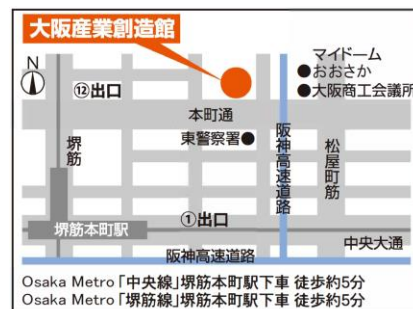 大阪産業創造館
N
⑫出口
マイドーム
●おおさか
●大阪商工会議所
本町通
東警察署●
堺筋
阪神高速道路
松屋町筋
①出口
堺筋本町駅
中央大通
阪神高速道路
Osaka Metro「中央線」堺筋本町駅下車 徒歩約5分
Osaka Metro「堺筋線」堺筋本町駅下車 徒歩約5分